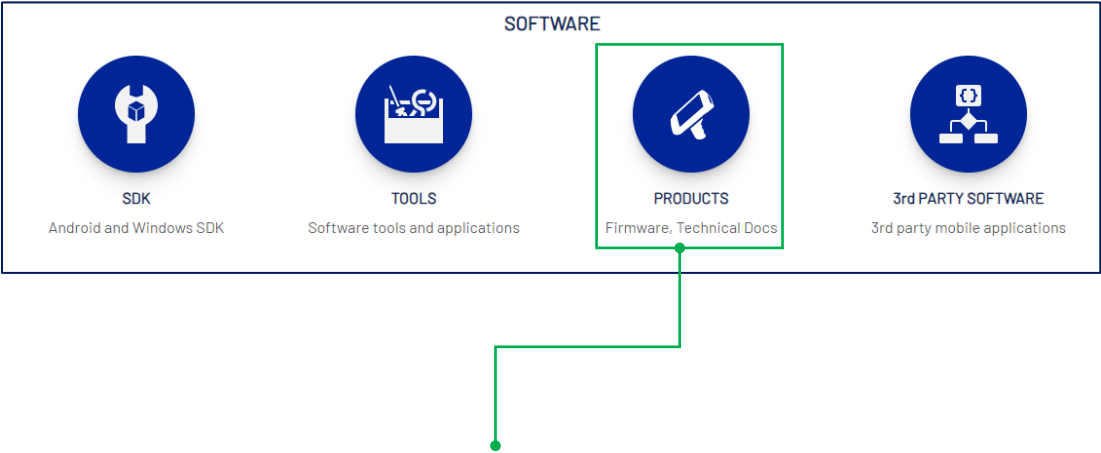 SOFTWARE
SDK
Android and Windows SDK
TOOLS
Software tools and applications
PRODUCTS
Firmware, Technical Docs
{}
3rd PARTY SOFTWARE
3rd party mobile applications